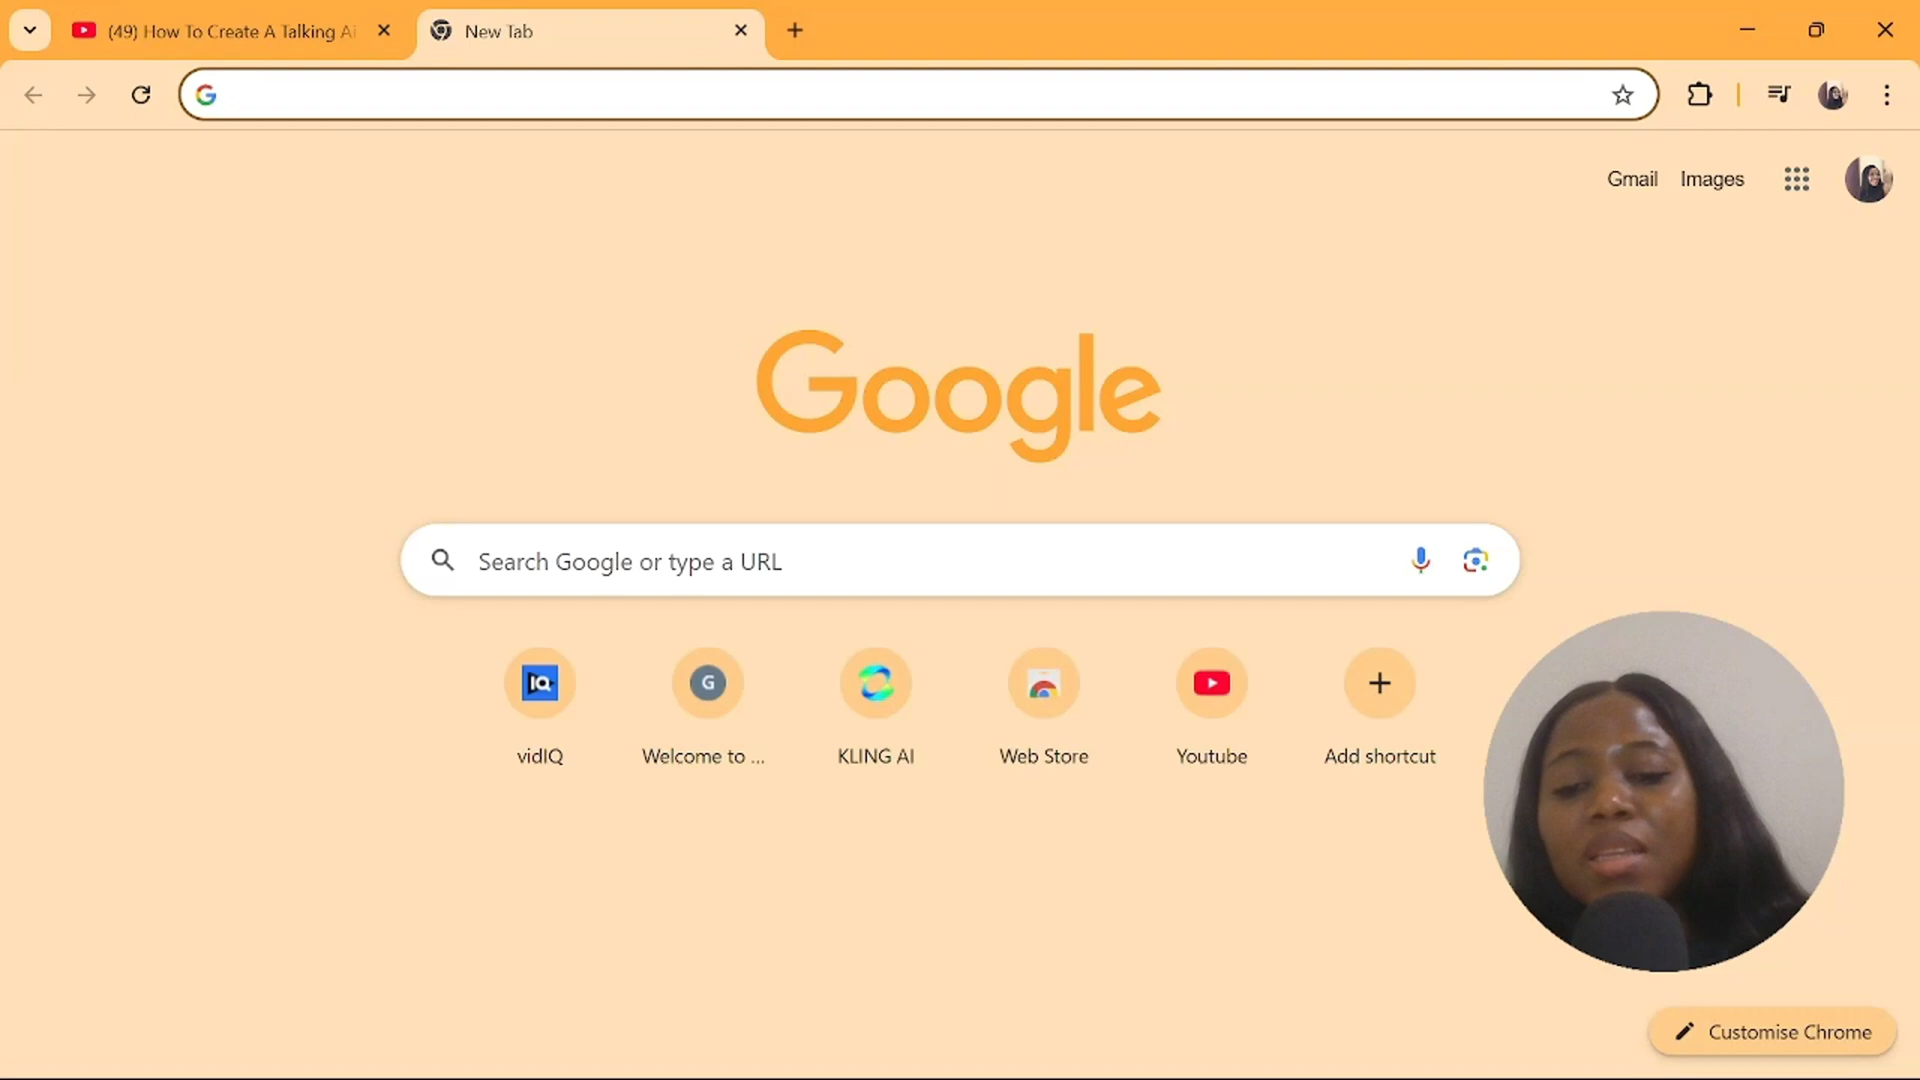 (49) How To Create A Talking Ai
New Tab
Gmail Images
Google
Search Google or type a URL
IQ
G
vidIQ
Welcome to ...
KLING AI
Web Store
Youtube
Add shortcut
Customise Chrome